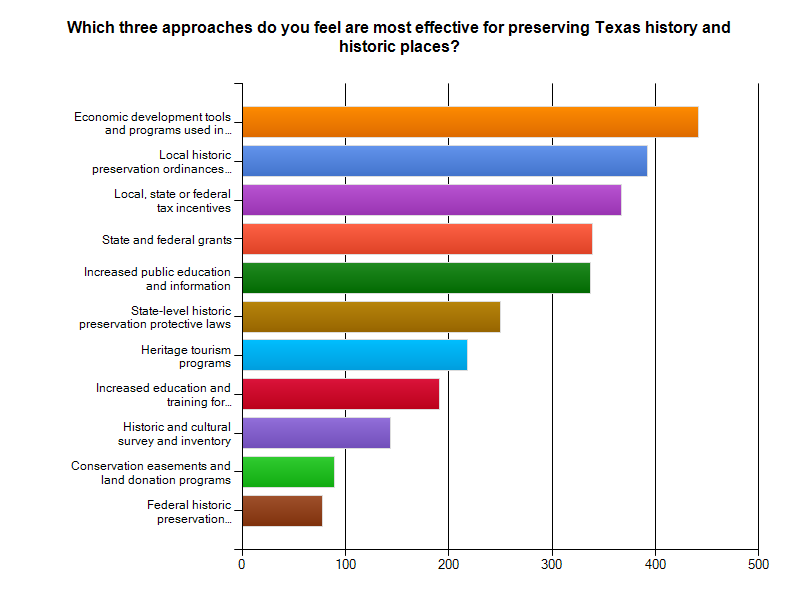 Which three approaches do you feel are most effective for preserving Texas history and
historic places?
Economic development tools
and programs used in...
Local historic
preservation ordinances...
Local, state or federal
tax incentives
State and federal grants
Increased public education
and information
State-level historic
preservation protective laws
Heritage tourism
programs
Increased education and
training for...
Historic and cultural
survey and inventory
Conservation easements and
land donation programs
Federal historic
preservation...
0 100 200 300 400 500